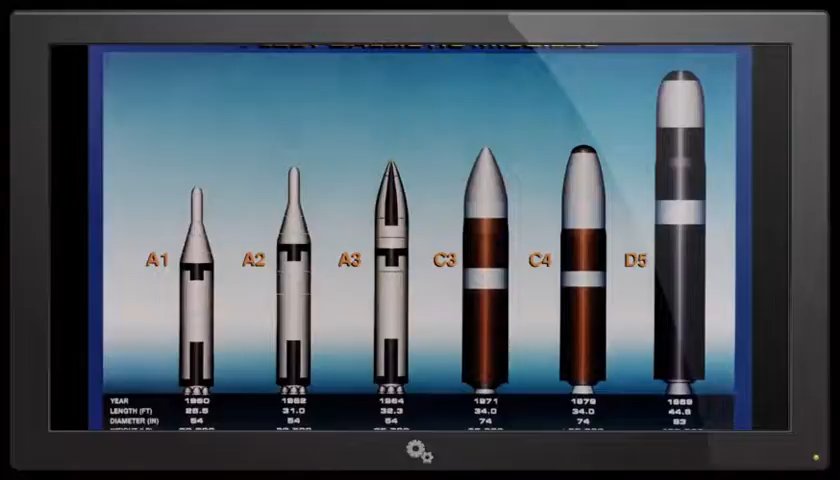 A1 A2 A3 C3 C4 D5
YEAR 1960 1962 1964 1971 1979 1989
LENGTH (FT) 28.5 31.0 32.3 34.0 34.0 44.6
DIAMETER (IN) 54 54 54 74 74 83